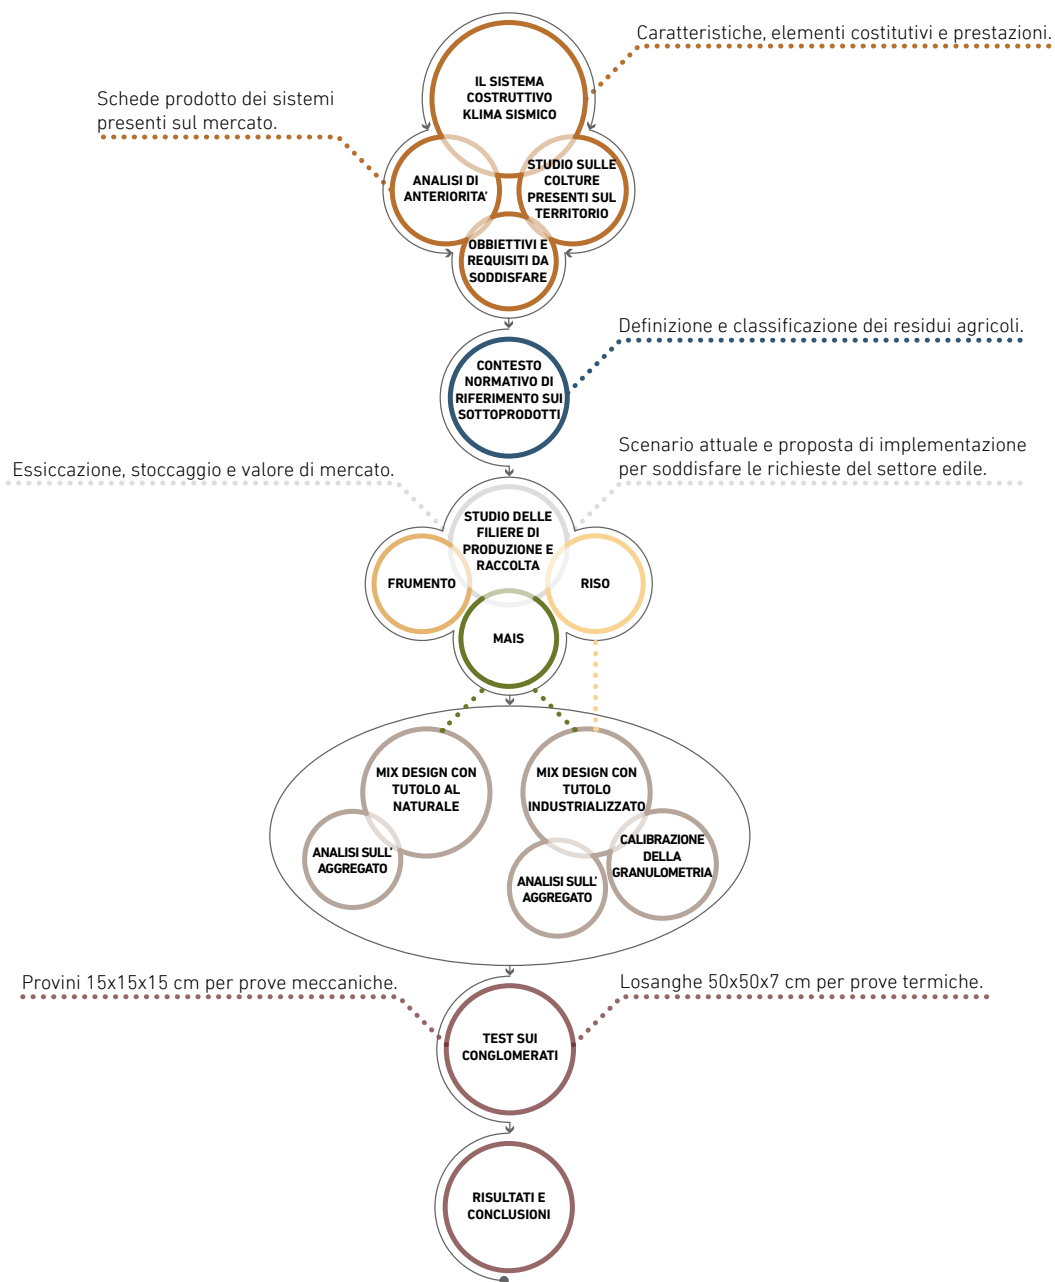 Caratteristiche, elementi costitutivi e prestazioni.
IL SISTEMA
COSTRUTTIVO
KLIMA SISMICO
Schede prodotto dei sistemi
presenti sul mercato.
ANALISI DI
ANTERIORITA'
STUDIO SULLE
COLTURE
PRESENTI SUL
TERRITORIO
OBBIETTIVI E
REQUISITI DA
SODDISFARE
Definizione e classificazione dei residui agricoli.
CONTESTO
NORMATIVO DI
RIFERIMENTO SUI
SOTTOPRODOTTI
Scenario attuale e proposta di implementazione
per soddisfare le richieste del settore edile.
Essiccazione, stoccaggio e valore di mercato.
STUDIO DELLE
FILIERE DI
PRODUZIONE E
RACCOLTA
FRUMENTO
RISO
MAIS
MIX DESIGN CON
TUTOLO AL
NATURALE
MIX DESIGN CON
TUTOLO
INDUSTRIALIZZATO
ANALISI SULL'
AGGREGATO
CALIBRAZIONE
DELLA
GRANULOMETRIA
ANALISI SULL'
AGGREGATO
Provini 15x15x15 cm per prove meccaniche.
Losanghe 50x50x7 cm per prove termiche.
TEST SUI
CONGLOMERATI
RISULTATI E
CONCLUSIONI